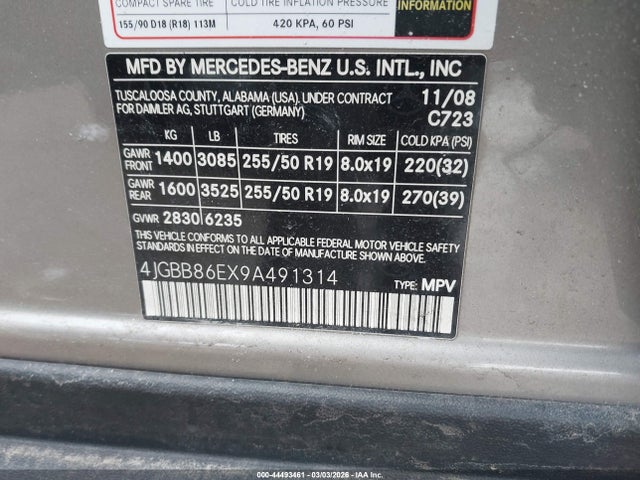 COMPACT SPARE TIRE COLD TIRE INFLATION PRESSURE
155/90 D18 (R18) 113M 420 KPA, 60 PSI
INFORMATION
MFD BY MERCEDES-BENZ U.S. INTL., INC
TUSCALOOSA COUNTY, ALABAMA (USA). UNDER CONTRACT 11/08
FOR DAIMLER AG, STUTTGART (GERMANY) C723
KG LB TIRES RIM SIZE COLD KPA (PSI)
GAWR FRONT 1400 3085 255/50 R19 8.0x19 220(32)
GAWR REAR 1600 3525 255/50 R19 8.0x19 270(39)
GVWR 2830 6235
THIS VEHICLE CONFORMS TO ALL APPLICABLE FEDERAL MOTOR VEHICLE SAFETY
STANDARDS IN EFFECT ON THE DATE OF MANUFACTURE SHOWN ABOVE.
4JGBB86EX9A491314 TYPE: MPV
000-44493461 - 03/03/2026 - IAA Inc.